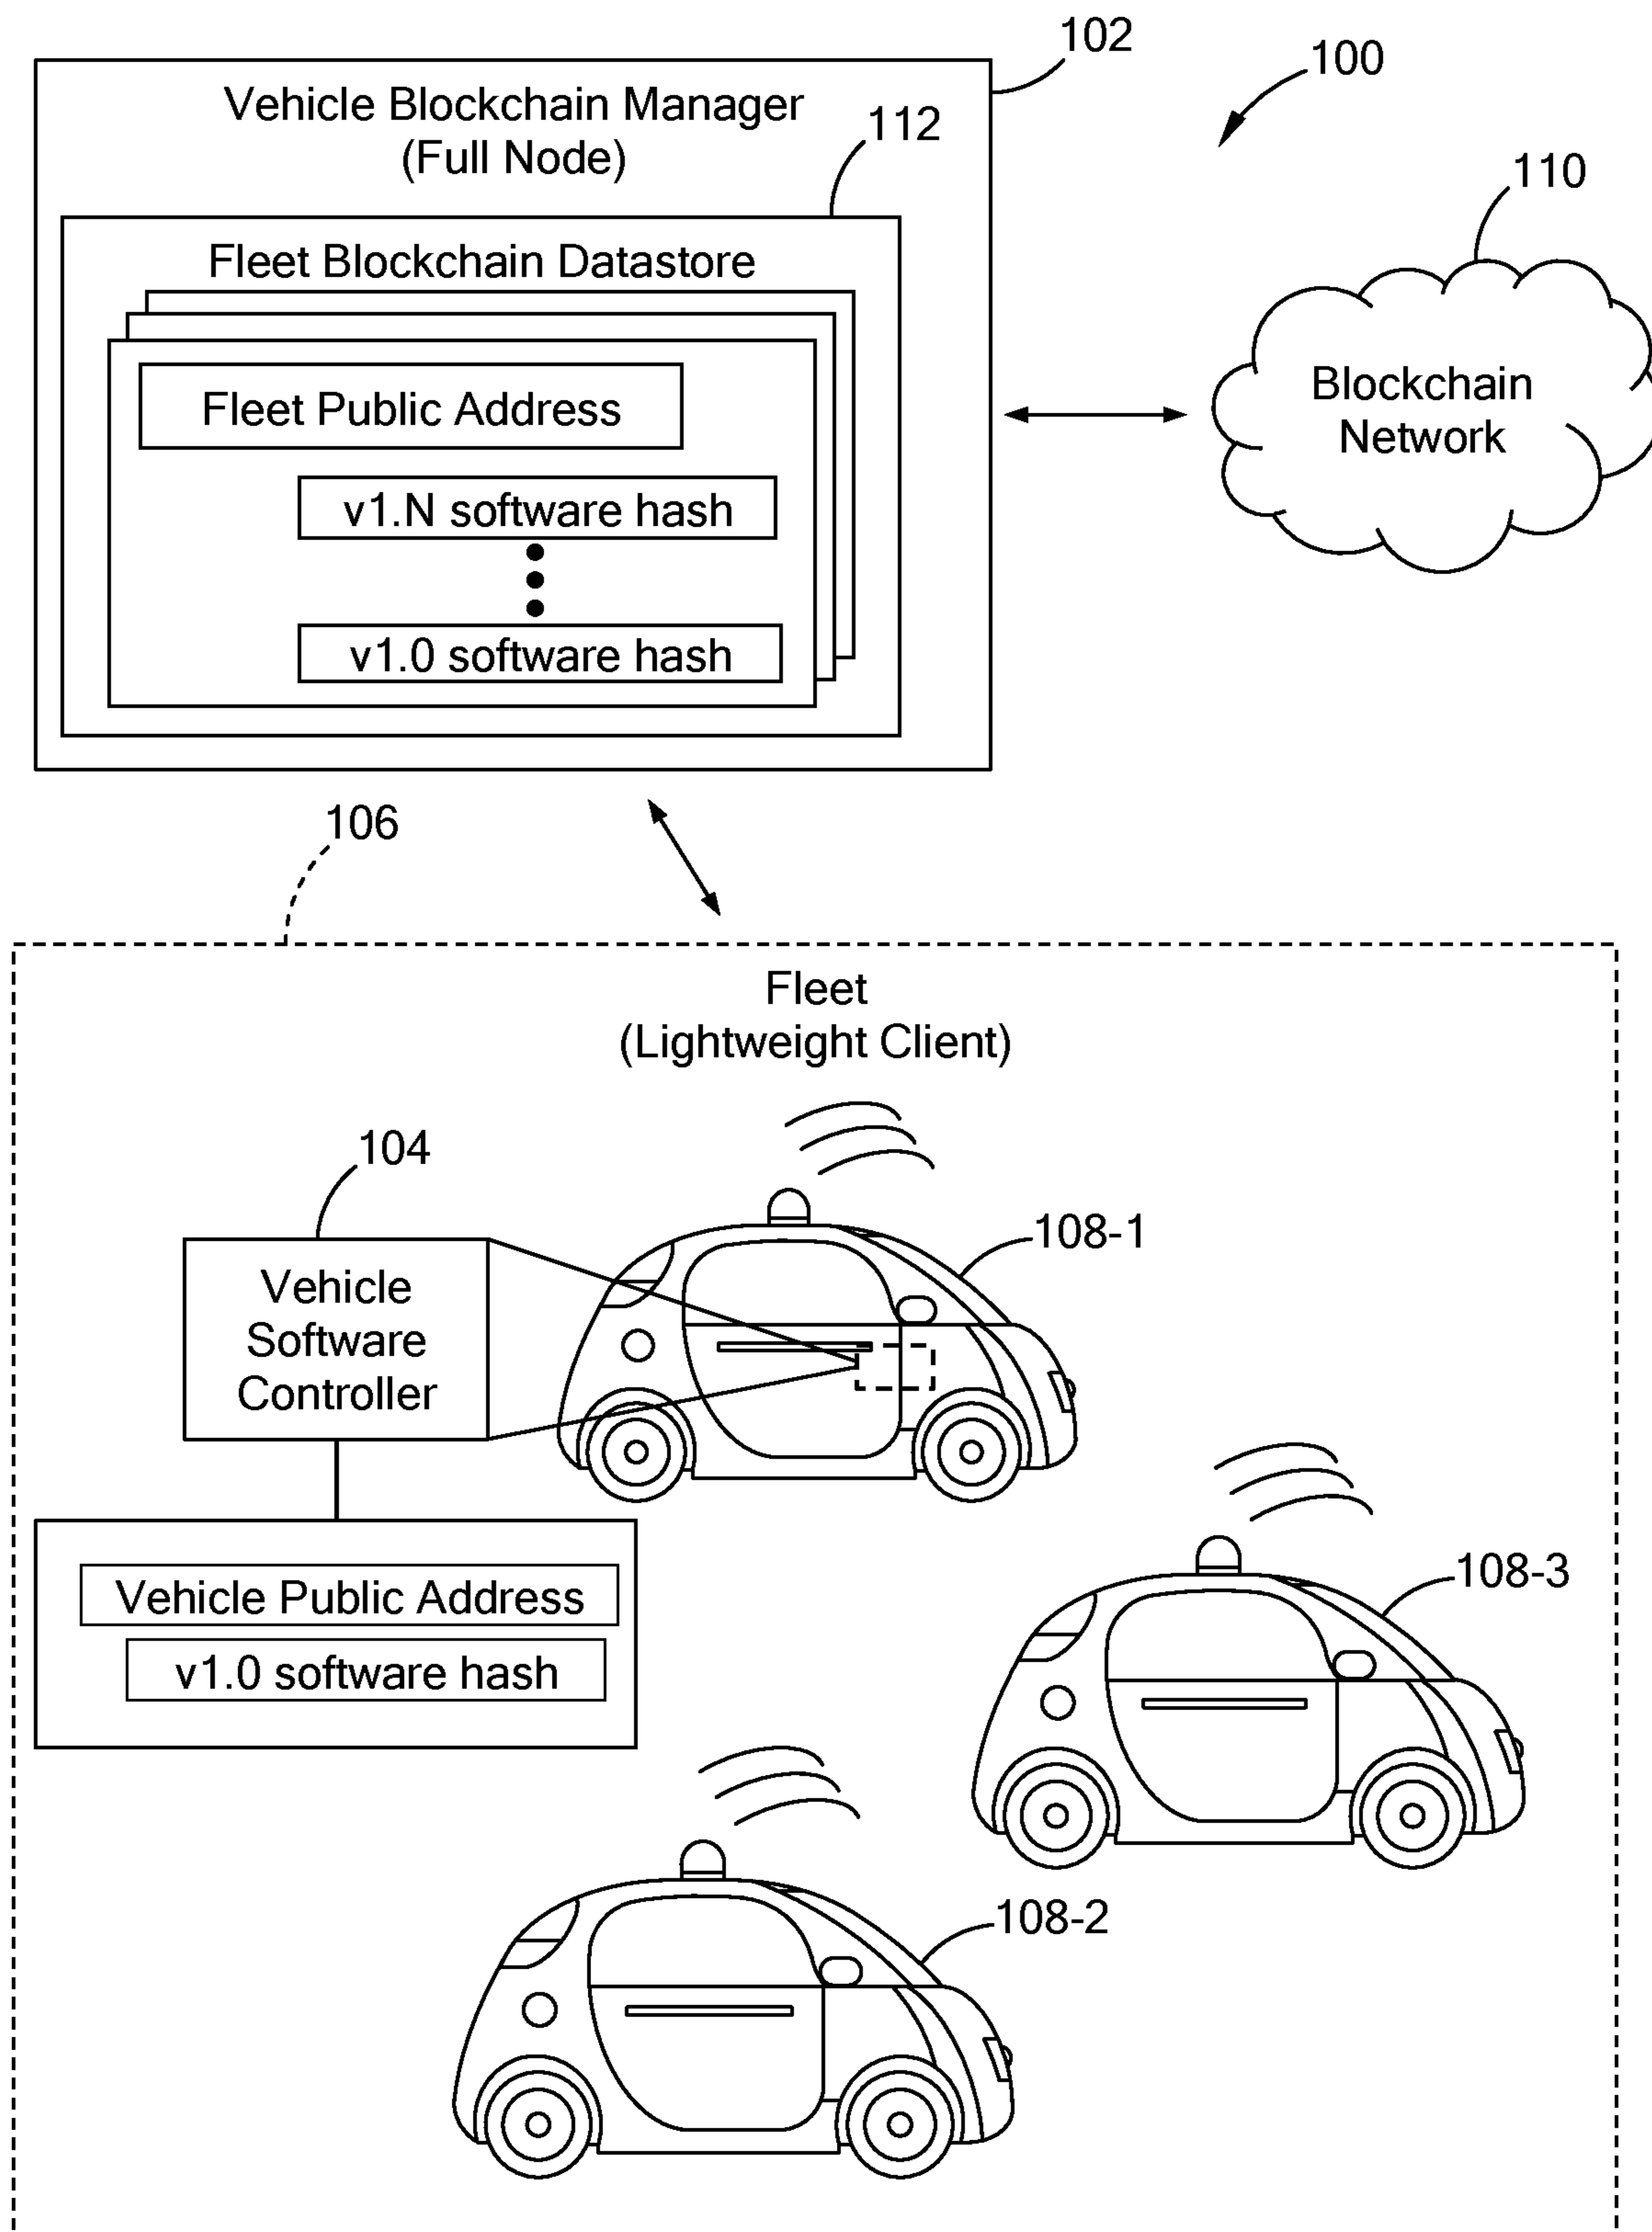 102
100
Vehicle Blockchain Manager
(Full Node)
112
110
Fleet Blockchain Datastore
Fleet Public Address
Blockchain
Network
v1.N software hash
v1.0 software hash
106
Fleet
(Lightweight Client)
104
108-1
Vehicle
Software
Controller
108-3
Vehicle Public Address
v1.0 software hash
108-2